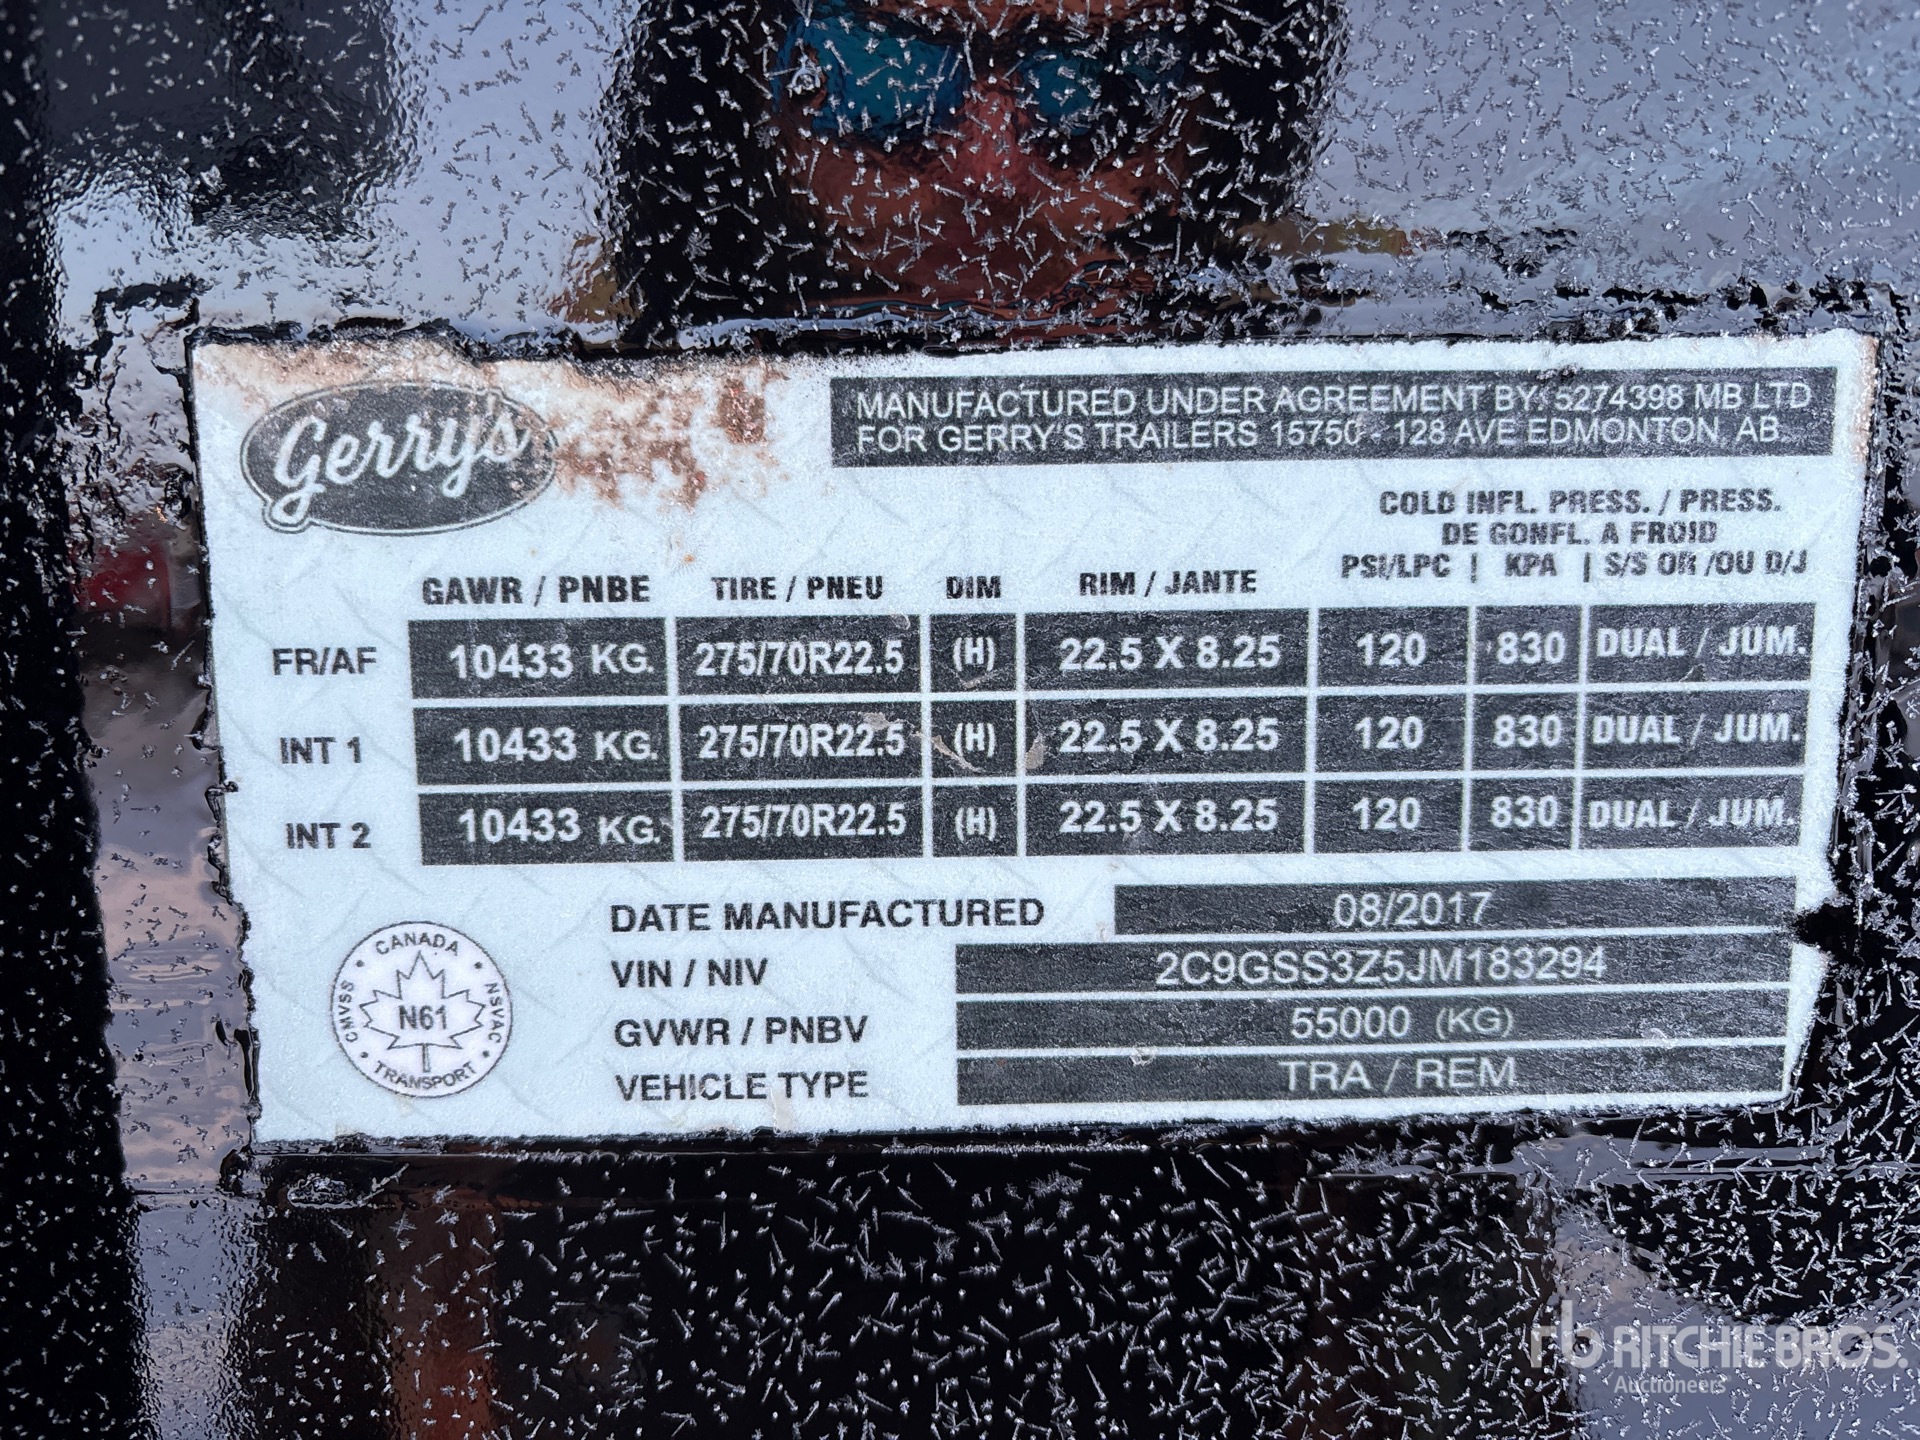 Gerry's
MANUFACTURED UNDER AGREEMENT BY: 5274398 MB LTD
FOR GERRY'S TRAILERS 15750 - 128 AVE EDMONTON, AB.
COLD INFL. PRESS. / PRESS.
DE GONFL. A FROID
GAWR / PNBE TIRE / PNEU DIM RIM / JANTE PSI/LPC | KPA | S/S OR /OU D/J
FR/AF 10433 KG. 275/70R22.5 (H) 22.5 X 8.25 120 830 DUAL / JUM.
INT 1 10433 KG. 275/70R22.5 (H) 22.5 X 8.25 120 830 DUAL / JUM.
INT 2 10433 KG. 275/70R22.5 (H) 22.5 X 8.25 120 830 DUAL / JUM.
DATE MANUFACTURED 08/2017
VIN / NIV 2C9GSS3Z5JM183294
GVWR / PNBV 55000 (KG)
VEHICLE TYPE TRA / REM
CANADA
CMVSS N61 NSVAC
TRANSPORT
rb RITCHIE BROS.
Auctioneers